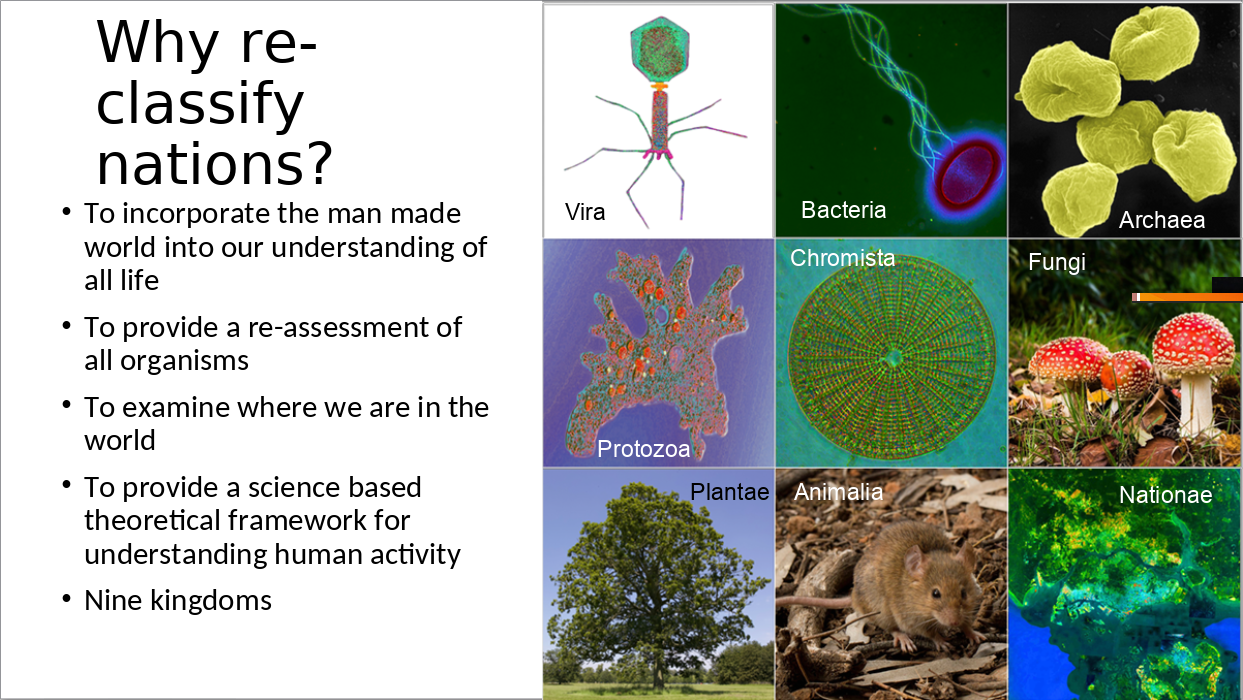 Why re-
classify
nations?
• To incorporate the man made
world into our understanding of
all life
• To provide a re-assessment of
all organisms
• To examine where we are in the
world
• To provide a science based
theoretical framework for
understanding human activity
• Nine kingdoms
Vira
Bacteria
Archaea
Protozoa
Chromista
Fungi
Plantae
Animalia
Nationae